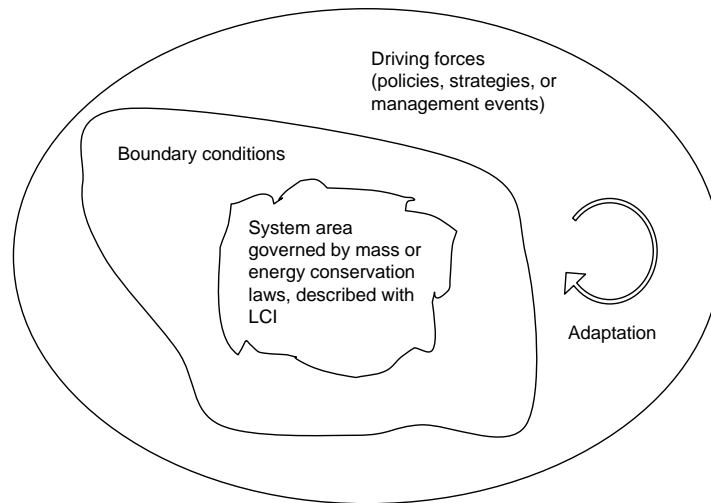 Driving forces
(policies, strategies, or
management events)
Boundary conditions
System area
governed by mass or
energy conservation
laws, described with
LCI
Adaptation